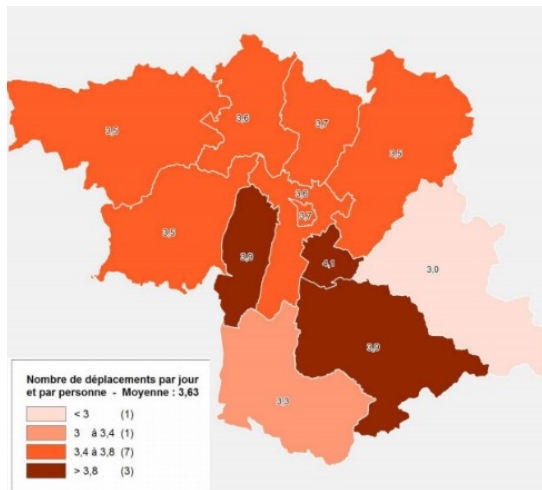 3,5
3,6
3,7
3,5
3,6
3,7
3,5
3,9
4,1
3,0
3,9
3,3
Nombre de déplacements par jour
et par personne - Moyenne : 3,63
< 3 (1)
3 à 3,4 (1)
3,4 à 3,8 (7)
> 3,8 (3)